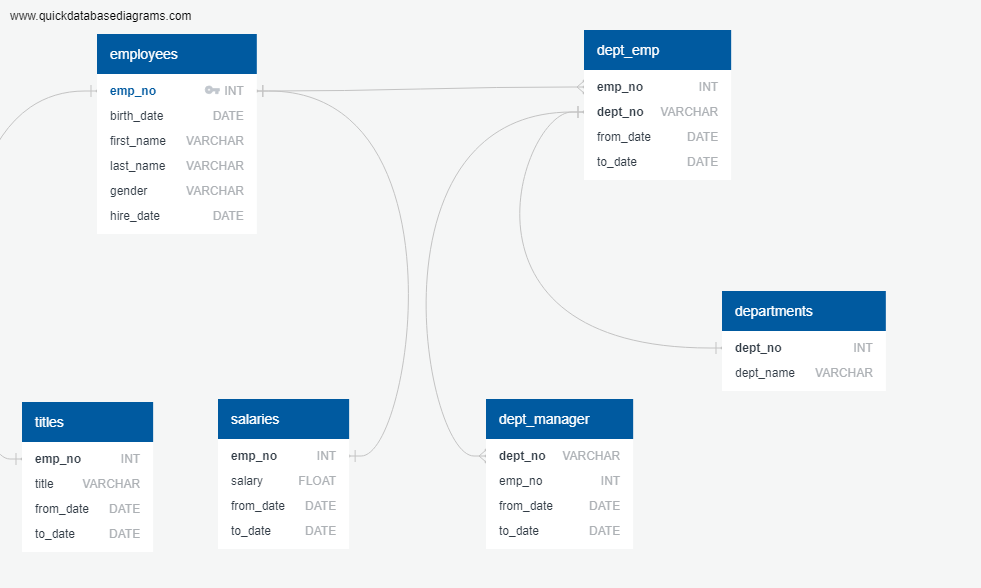 www.quickdatabasediagrams.com
employees
emp_no INT
birth_date DATE
first_name VARCHAR
last_name VARCHAR
gender VARCHAR
hire_date DATE
dept_emp
emp_no INT
dept_no VARCHAR
from_date DATE
to_date DATE
departments
dept_no INT
dept_name VARCHAR
titles
emp_no INT
title VARCHAR
from_date DATE
to_date DATE
salaries
emp_no INT
salary FLOAT
from_date DATE
to_date DATE
dept_manager
dept_no VARCHAR
emp_no INT
from_date DATE
to_date DATE